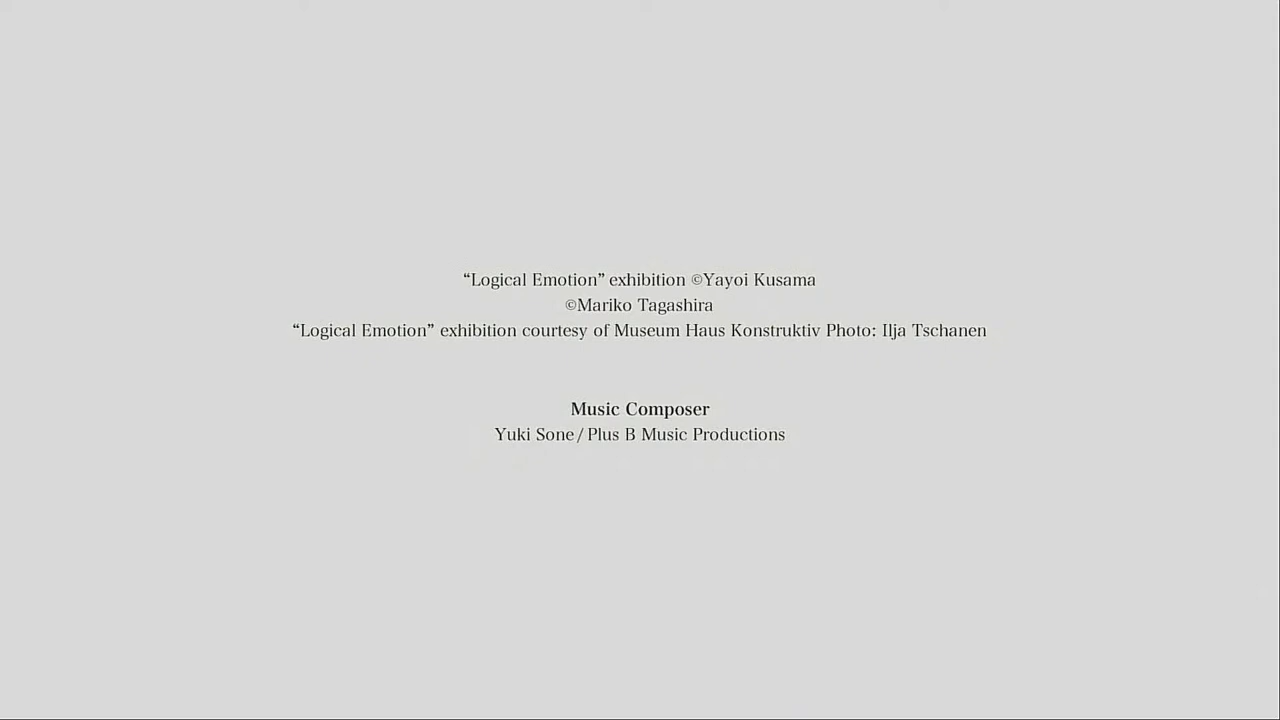 “Logical Emotion” exhibition ©Yayoi Kusama
©Mariko Tagashira
“Logical Emotion” exhibition courtesy of Museum Haus Konstruktiv Photo: Ilja Tschanen
Music Composer
Yuki Sone / Plus B Music Productions